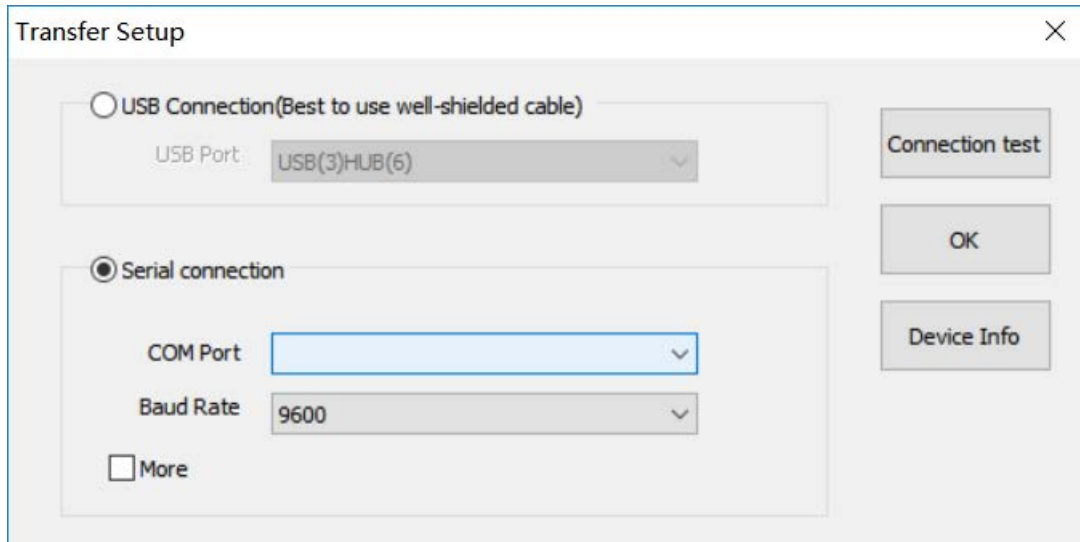 Transfer Setup
USB Connection(Best to use well-shielded cable)
USB Port
USB(3)HUB(6)
Connection test
OK
Serial connection
Device Info
COM Port
Baud Rate
9600
More